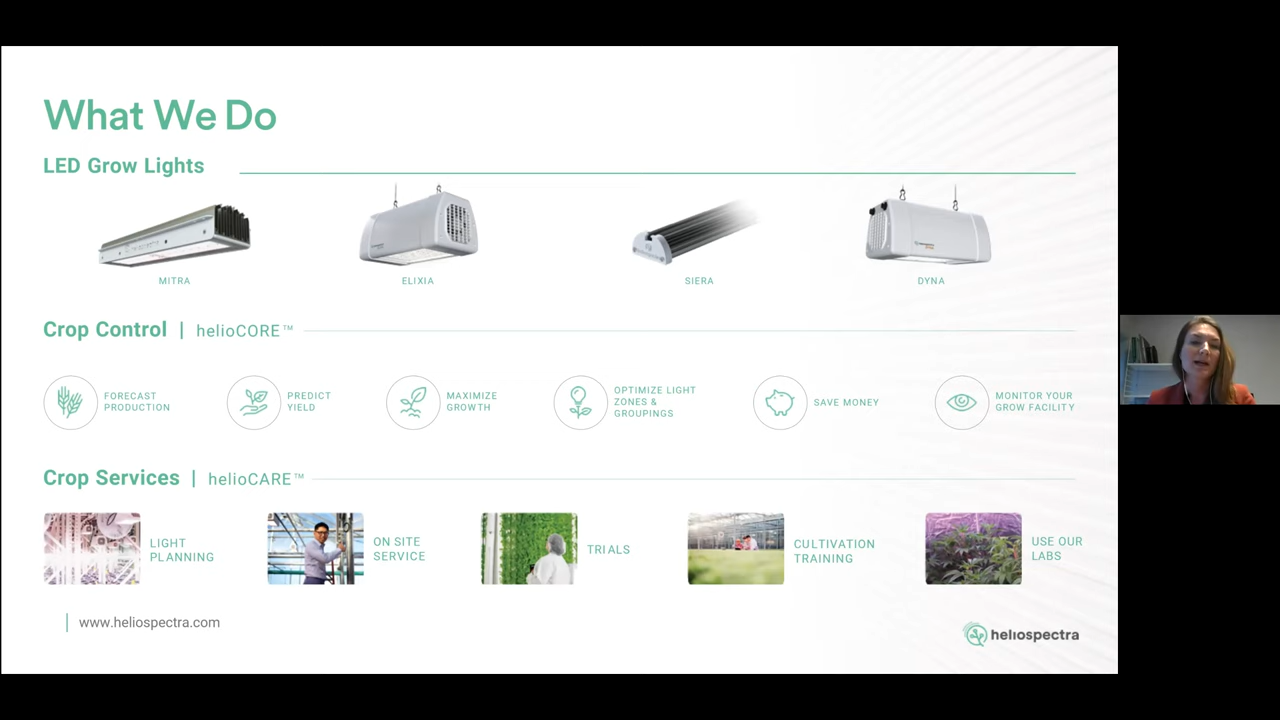 What We Do
LED Grow Lights
MITRA
ELIXIA
SIERA
DYNA
Crop Control | helioCORE™
FORECAST
PRODUCTION
PREDICT
YIELD
MAXIMIZE
GROWTH
OPTIMIZE LIGHT
ZONES &
GROUPINGS
SAVE MONEY
MONITOR YOUR
GROW FACILITY
Crop Services | helioCARE™
LIGHT
PLANNING
ON SITE
SERVICE
TRIALS
CULTIVATION
TRAINING
USE OUR
LABS
www.heliospectra.com
heliospectra